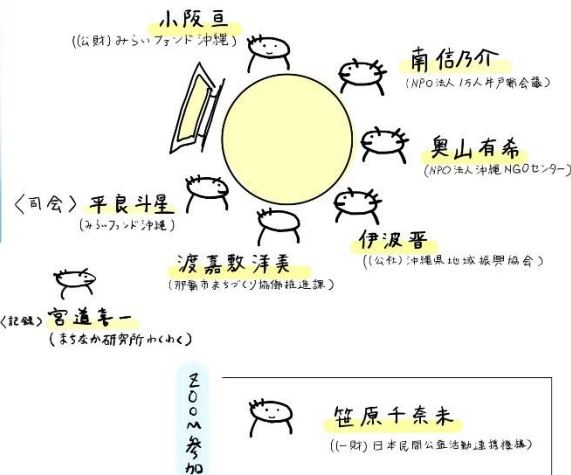 小阪亘
((公財)みらいファンド沖縄)
南信乃介
(NPO法人1万人井戸端会議)
奥山有希
(NPO法人沖縄NGOセンター)
伊波晋
((公社)沖縄県地域振興協会)
渡嘉敷洋美
(那覇市まちづくり協働推進課)
〈司会〉平良斗星
(みらいファンド沖縄)
〈記録〉宮道喜一
(まちなか研究所わくわく)
ZOOM参加
笹原千奈未
((一財)日本民間公益活動連携機構)